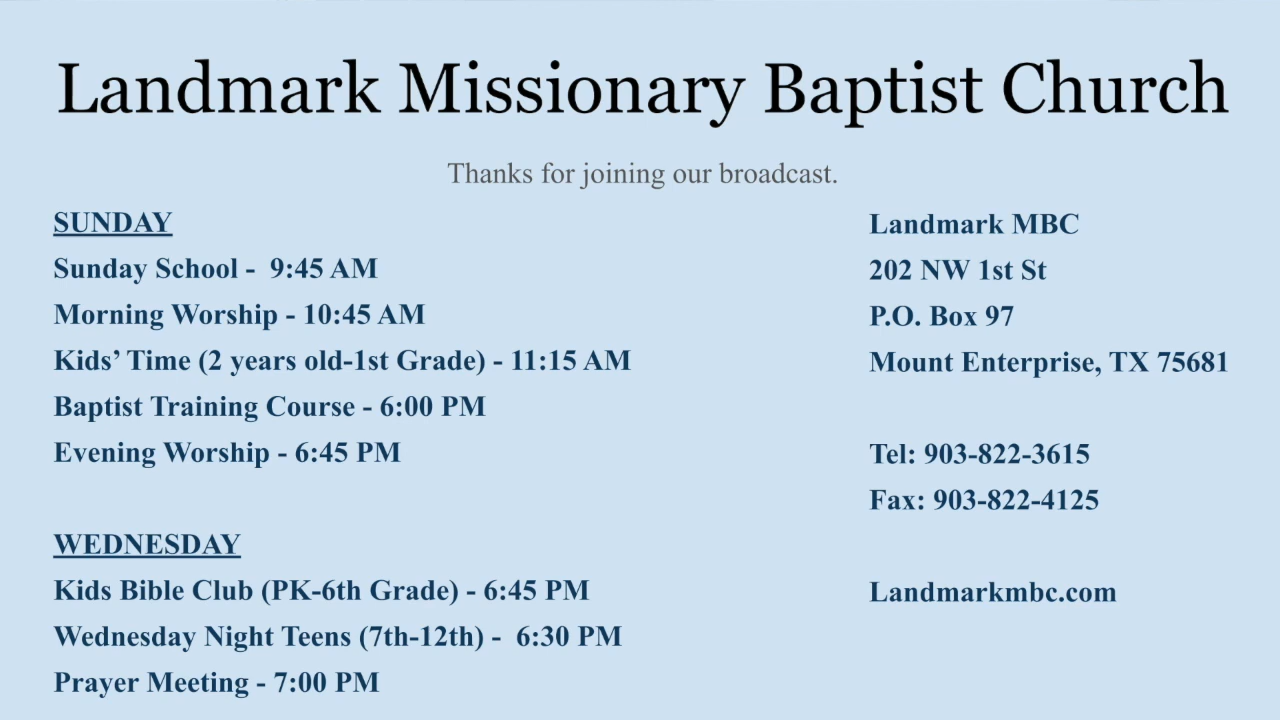 Landmark Missionary Baptist Church
Thanks for joining our broadcast.
SUNDAY
Sunday School -  9:45 AM
Morning Worship - 10:45 AM
Kids’ Time (2 years old-1st Grade) - 11:15 AM
Baptist Training Course - 6:00 PM
Evening Worship - 6:45 PM
WEDNESDAY
Kids Bible Club (PK-6th Grade) - 6:45 PM
Wednesday Night Teens (7th-12th) -  6:30 PM
Prayer Meeting - 7:00 PM
Landmark MBC
202 NW 1st St
P.O. Box 97
Mount Enterprise, TX 75681
Tel: 903-822-3615
Fax: 903-822-4125
Landmarkmbc.com